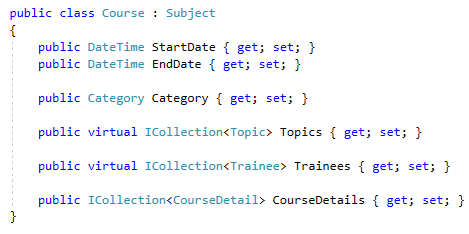 public class Course : Subject
{
public DateTime StartDate { get; set; }
public DateTime EndDate { get; set; }
public Category Category { get; set; }
public virtual ICollection<Topic> Topics { get; set; }
public virtual ICollection<Trainee> Trainees { get; set; }
public ICollection<CourseDetail> CourseDetails { get; set; }
}